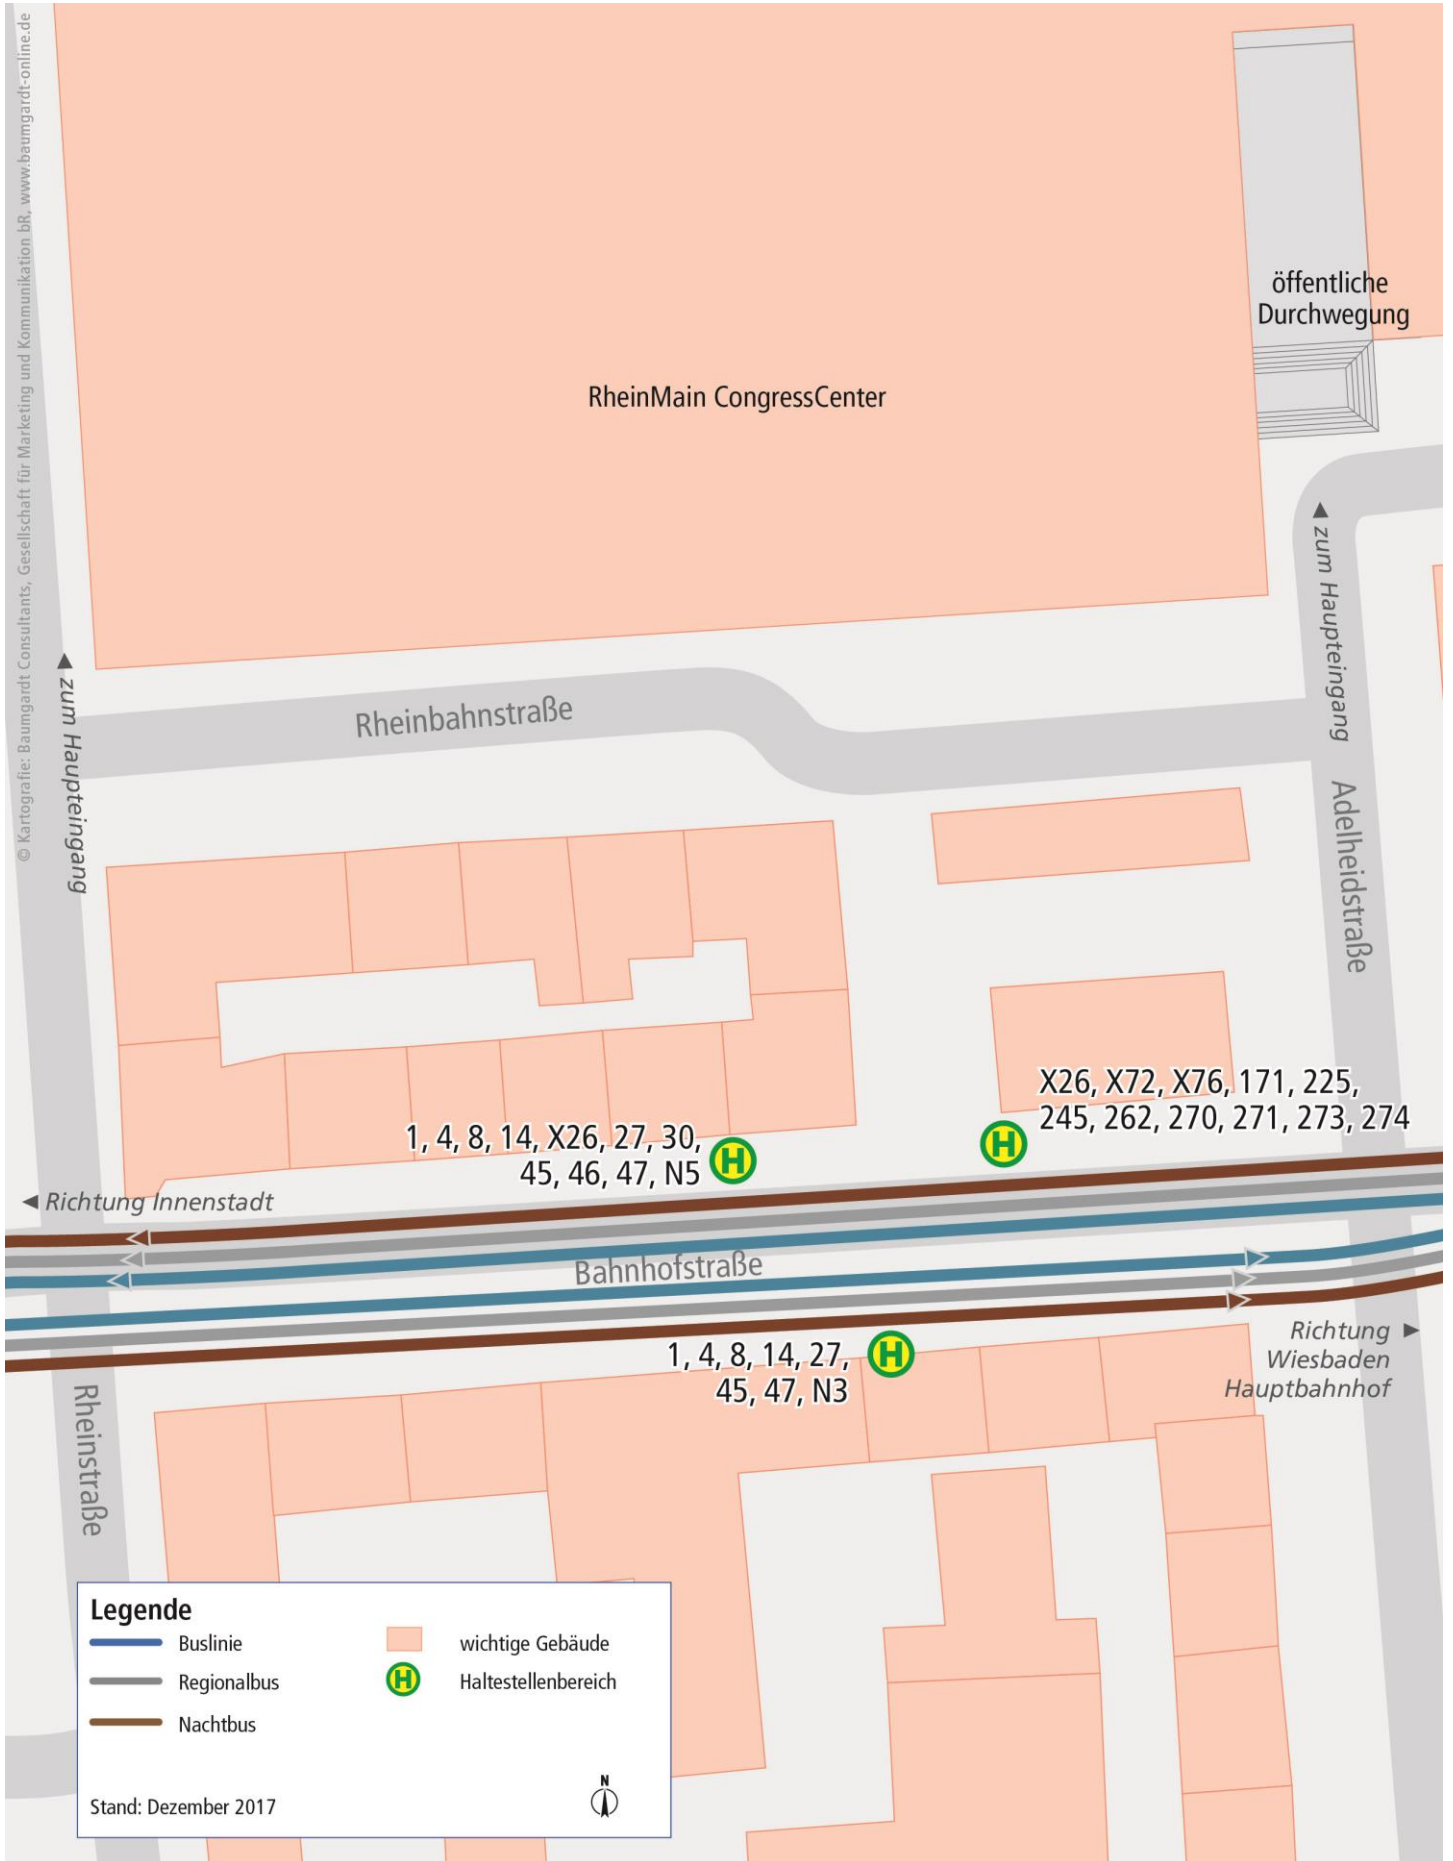 © Kartografie: Baumgardt Consultants, Gesellschaft für Marketing und Kommunikation bR, www.baumgardt-online.de
öffentliche
Durchwegung
RheinMain CongressCenter
▲ zum Haupteingang
▲ zum Haupteingang
Rheinbahnstraße
Adelheidstraße
X26, X72, X76, 171, 225,
245, 262, 270, 271, 273, 274
H
1, 4, 8, 14, X26, 27, 30,
45, 46, 47, N5
H
◄ Richtung Innenstadt
Bahnhofstraße
1, 4, 8, 14, 27,
45, 47, N3
H
Richtung ►
Wiesbaden
Hauptbahnhof
Rheinstraße
Legende
Buslinie
wichtige Gebäude
Regionalbus
H
Haltestellenbereich
Nachtbus
N
Stand: Dezember 2017